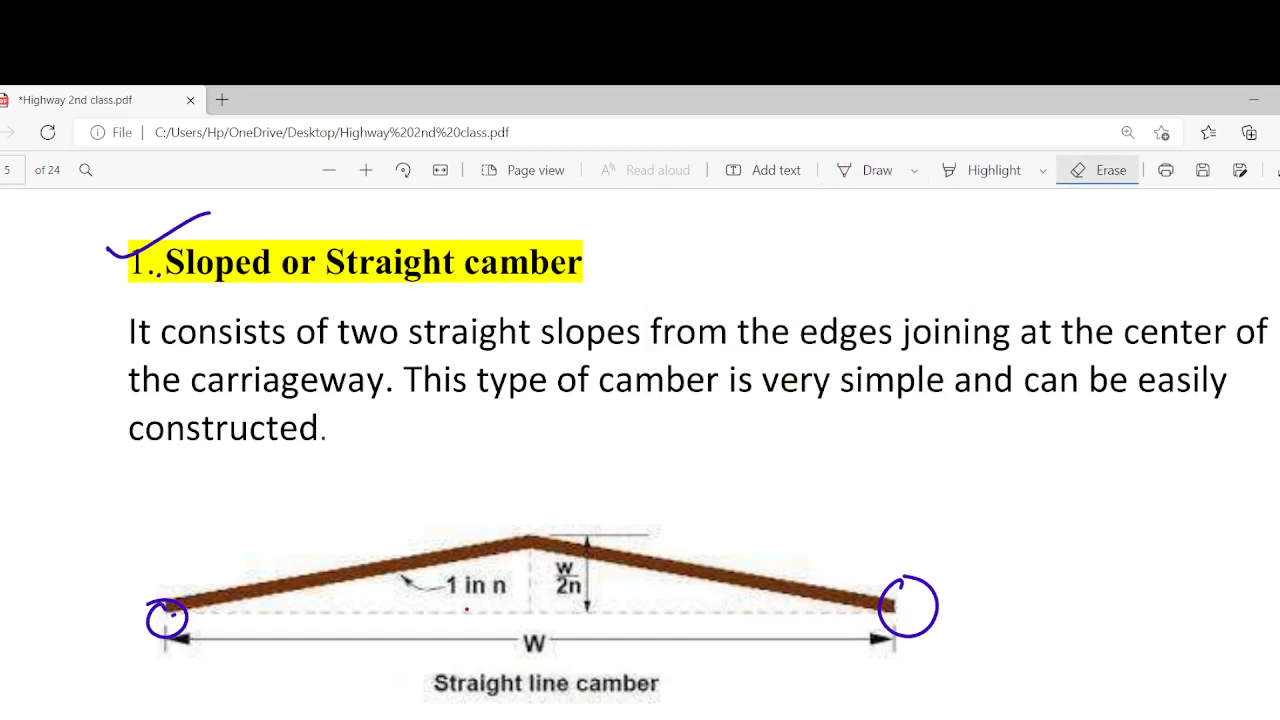 *Highway 2nd class.pdf
File
C:/Users/Hp/OneDrive/Desktop/Highway%202nd%20class.pdf
5 of 24
Page view
Read aloud
Add text
Draw
Highlight
Erase
1..Sloped or Straight camber
It consists of two straight slopes from the edges joining at the center of
the carriageway. This type of camber is very simple and can be easily
constructed.
1 in n
w
2n
W
Straight line camber